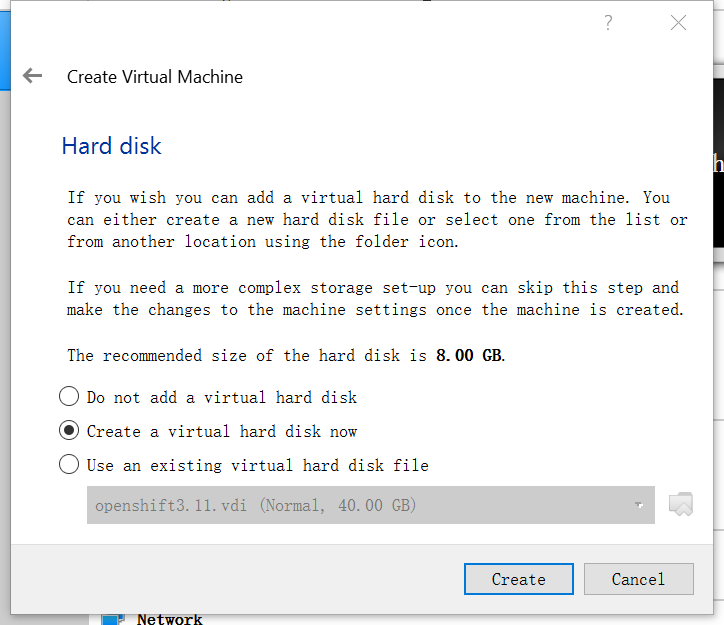 ?
Create Virtual Machine
Hard disk
If you wish you can add a virtual hard disk to the new machine. You
can either create a new hard disk file or select one from the list or
from another location using the folder icon.
If you need a more complex storage set-up you can skip this step and
make the changes to the machine settings once the machine is created.
The recommended size of the hard disk is 8.00 GB.
Do not add a virtual hard disk
Create a virtual hard disk now
Use an existing virtual hard disk file
openshift3.11.vdi (Normal, 40.00 GB)
Create
Cancel
Network